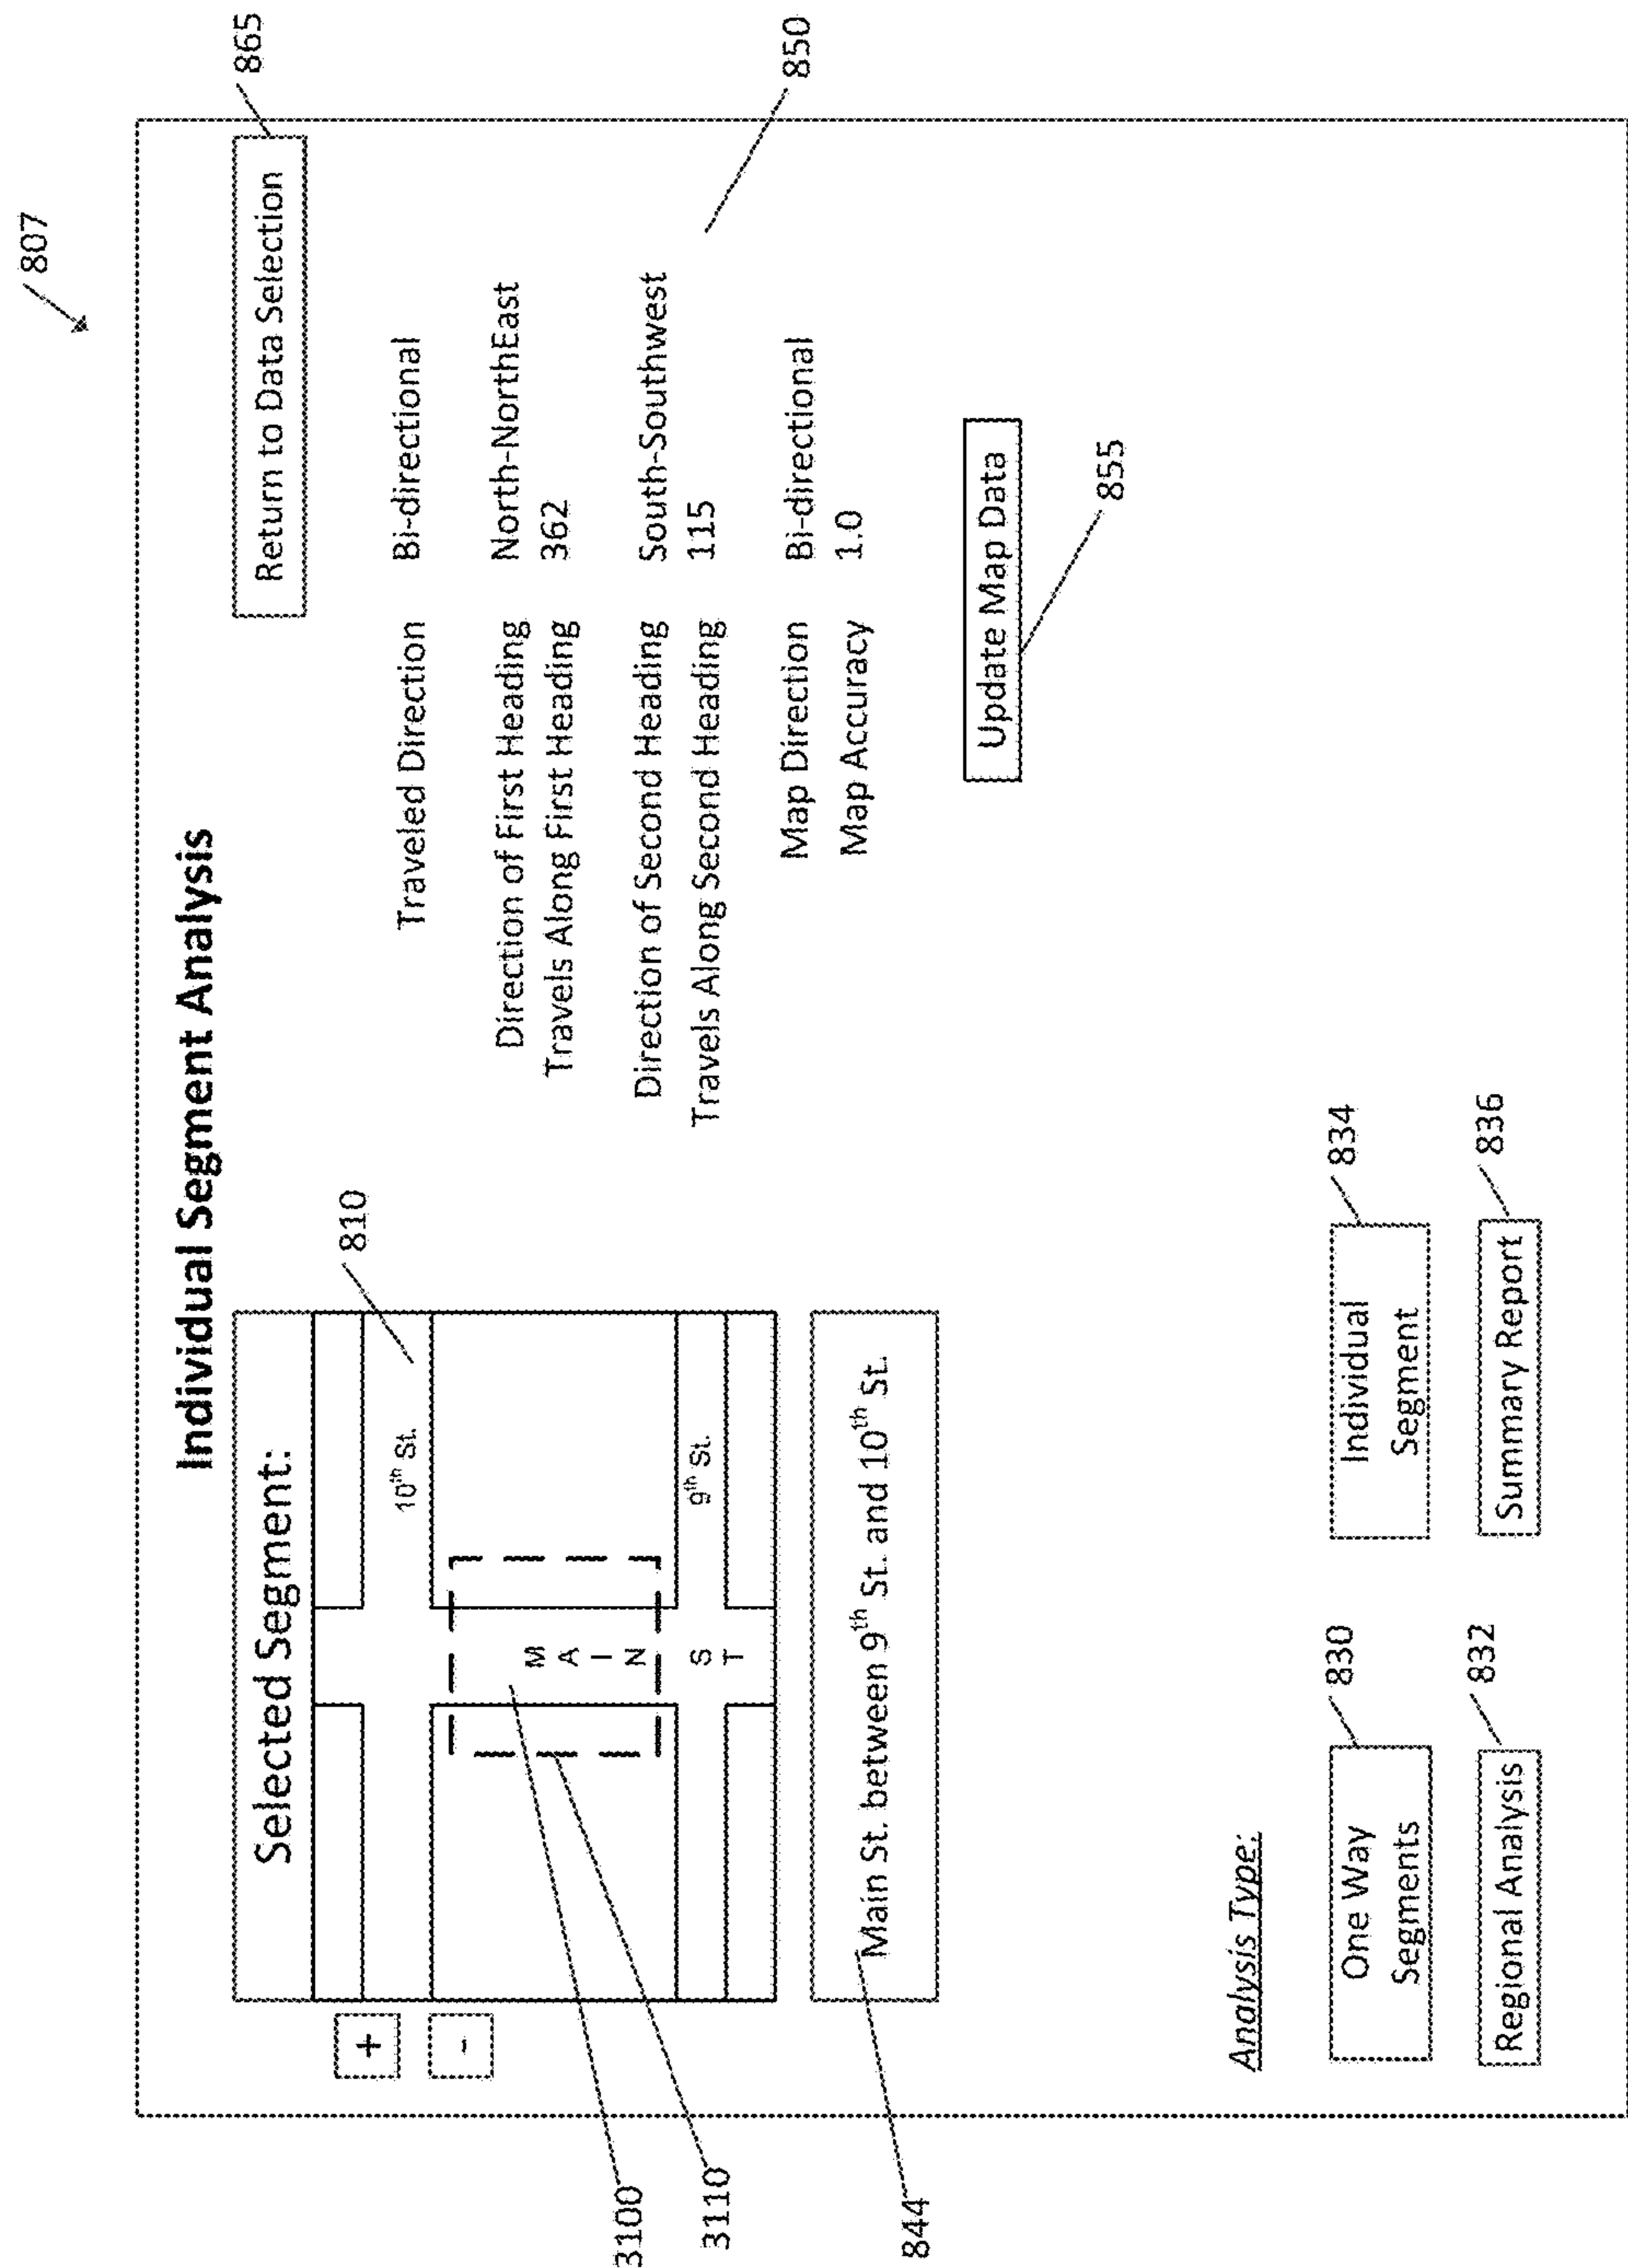 807
Individual Segment Analysis
Return to Data Selection
865
Selected Segment:
+
-
10th St.
810
MAIN
ST
9th St.
3100
3110
Main St. between 9th St. and 10th St.
844
Traveled Direction Bi-directional
Direction of First Heading North-NorthEast
Travels Along First Heading 362
Direction of Second Heading South-Southwest
Travels Along Second Heading 115
850
Map Direction Bi-directional
Map Accuracy 1.0
Update Map Data
855
Analysis Type:
One Way
Segments
830
Individual
Segment
834
Regional Analysis
832
Summary Report
836